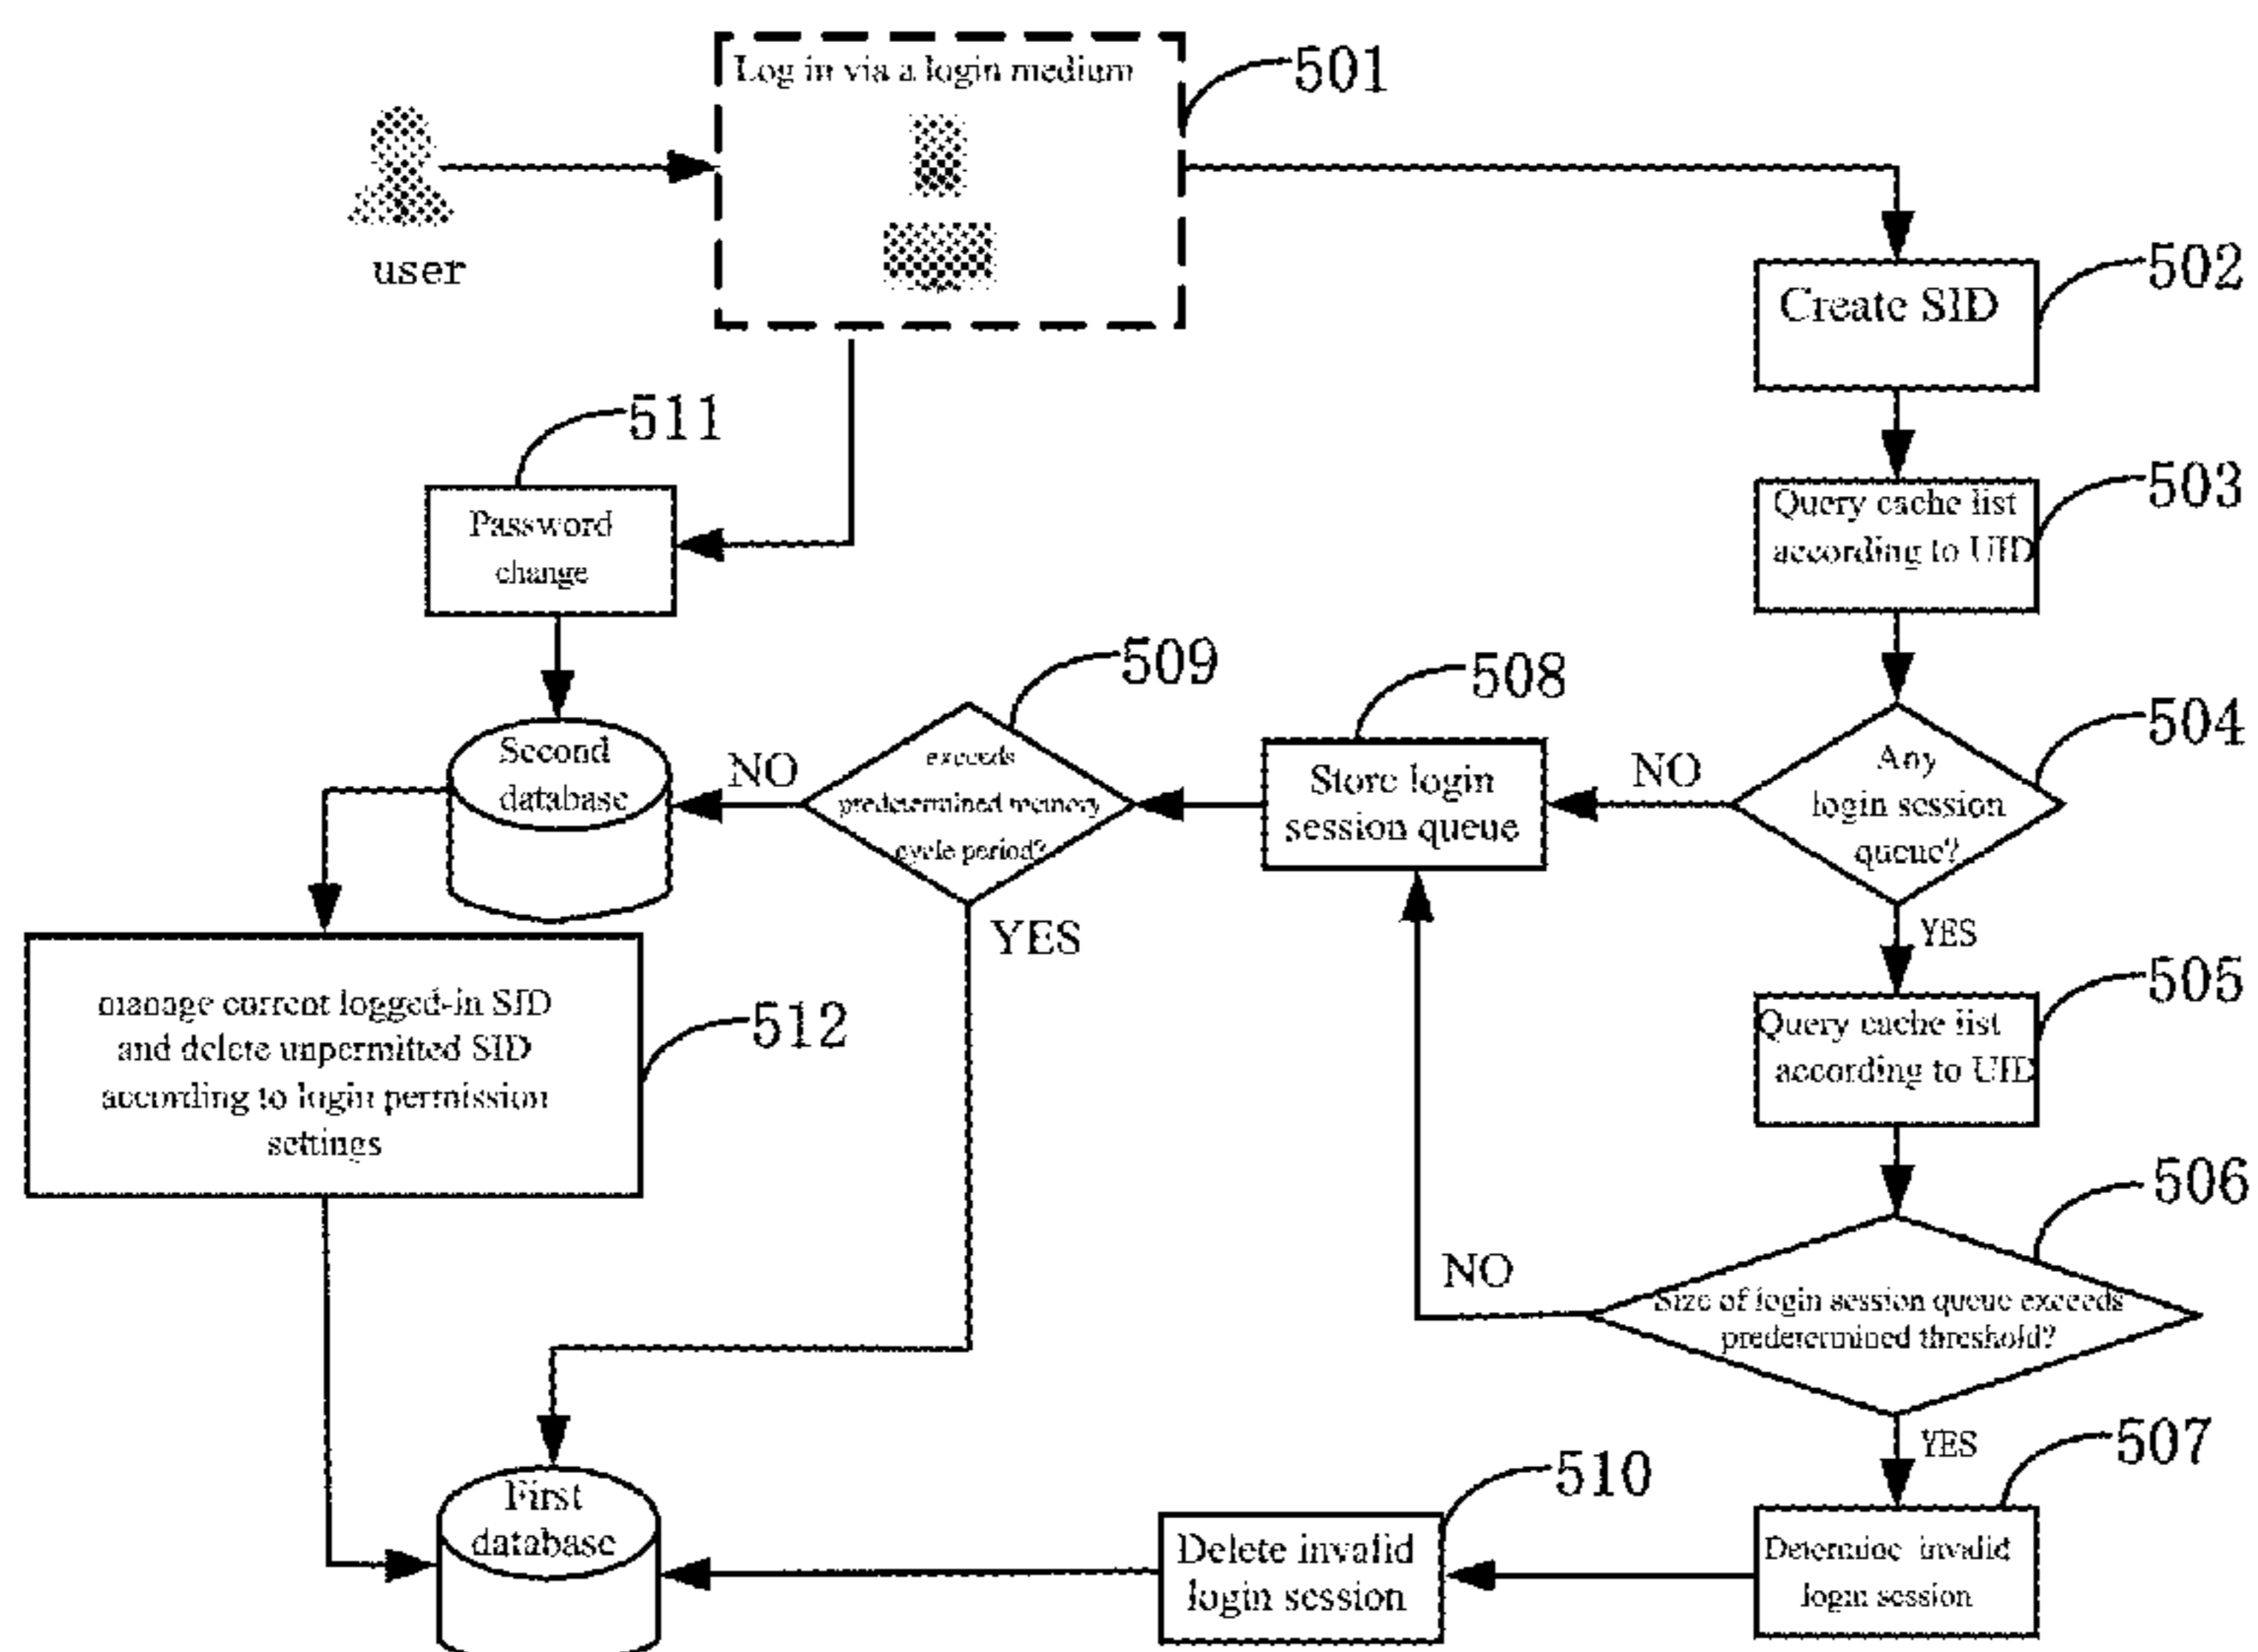 Log in via a login medium
501
user
Create SID
502
Query cache list
according to UID
503
511
Password
change
Any
login session
queue?
504
NO
Store login
session queue
508
exceeds
predetermined memory
cycle period?
509
NO
YES
Second
database
manage current logged-in SID
and delete unpermitted SID
according to login permission
settings
512
YES
Query cache list
according to UID
505
Size of login session queue exceeds
predetermined threshold?
506
NO
YES
Determine invalid
login session
507
Delete invalid
login session
510
First
database